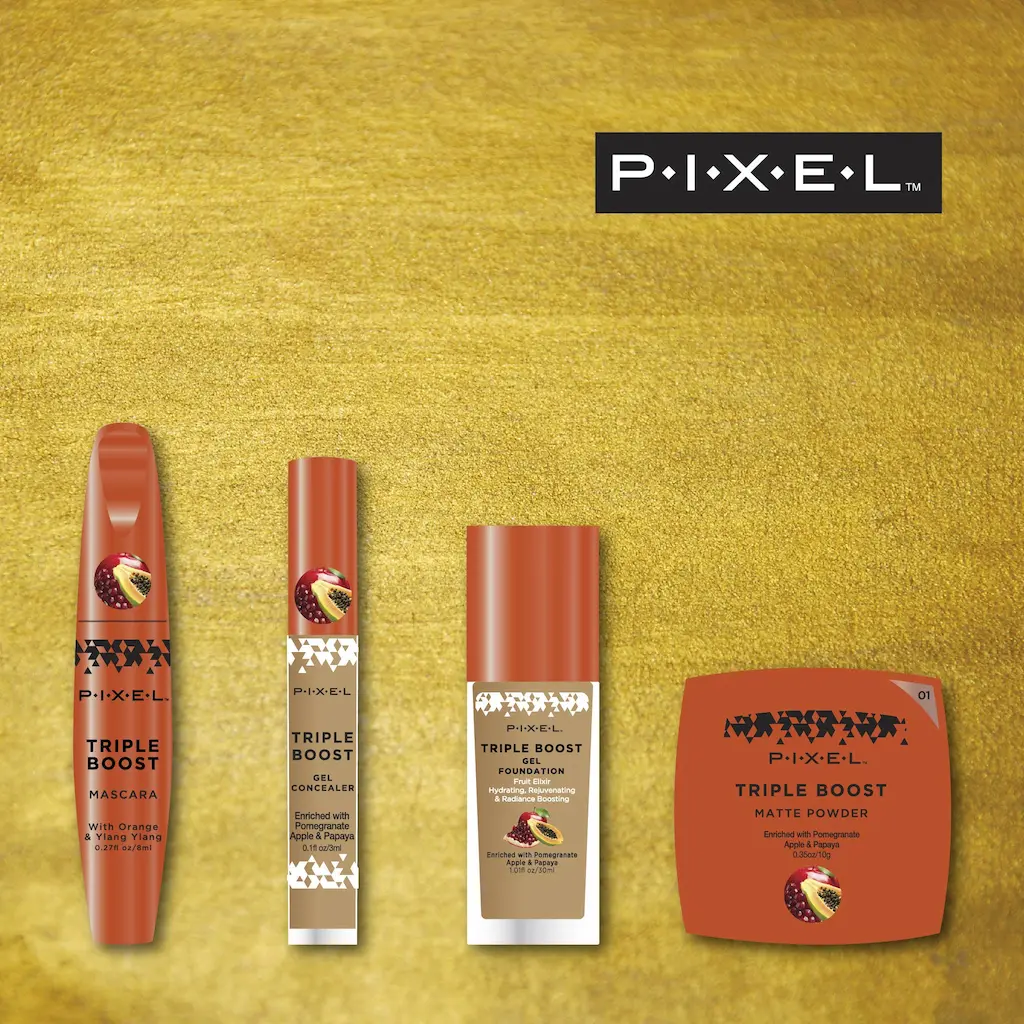 P·I·X·E·L™
P·I·X·E·L™
TRIPLE
BOOST
MASCARA
With Orange
& Ylang Ylang
0.27fl oz/8ml
P·I·X·E·L
TRIPLE
BOOST
GEL
CONCEALER
Enriched with
Pomegranate
Apple & Papaya
0.1fl oz/3ml
P·I·X·E·L™
TRIPLE BOOST
GEL
FOUNDATION
Fruit Elixir
Hydrating, Rejuvenating
& Radiance Boosting
Enriched with Pomegranate
Apple & Papaya
1.01fl oz/30ml
01
P·I·X·E·L™
TRIPLE BOOST
MATTE POWDER
Enriched with Pomegranate
Apple & Papaya
0.35oz/10g